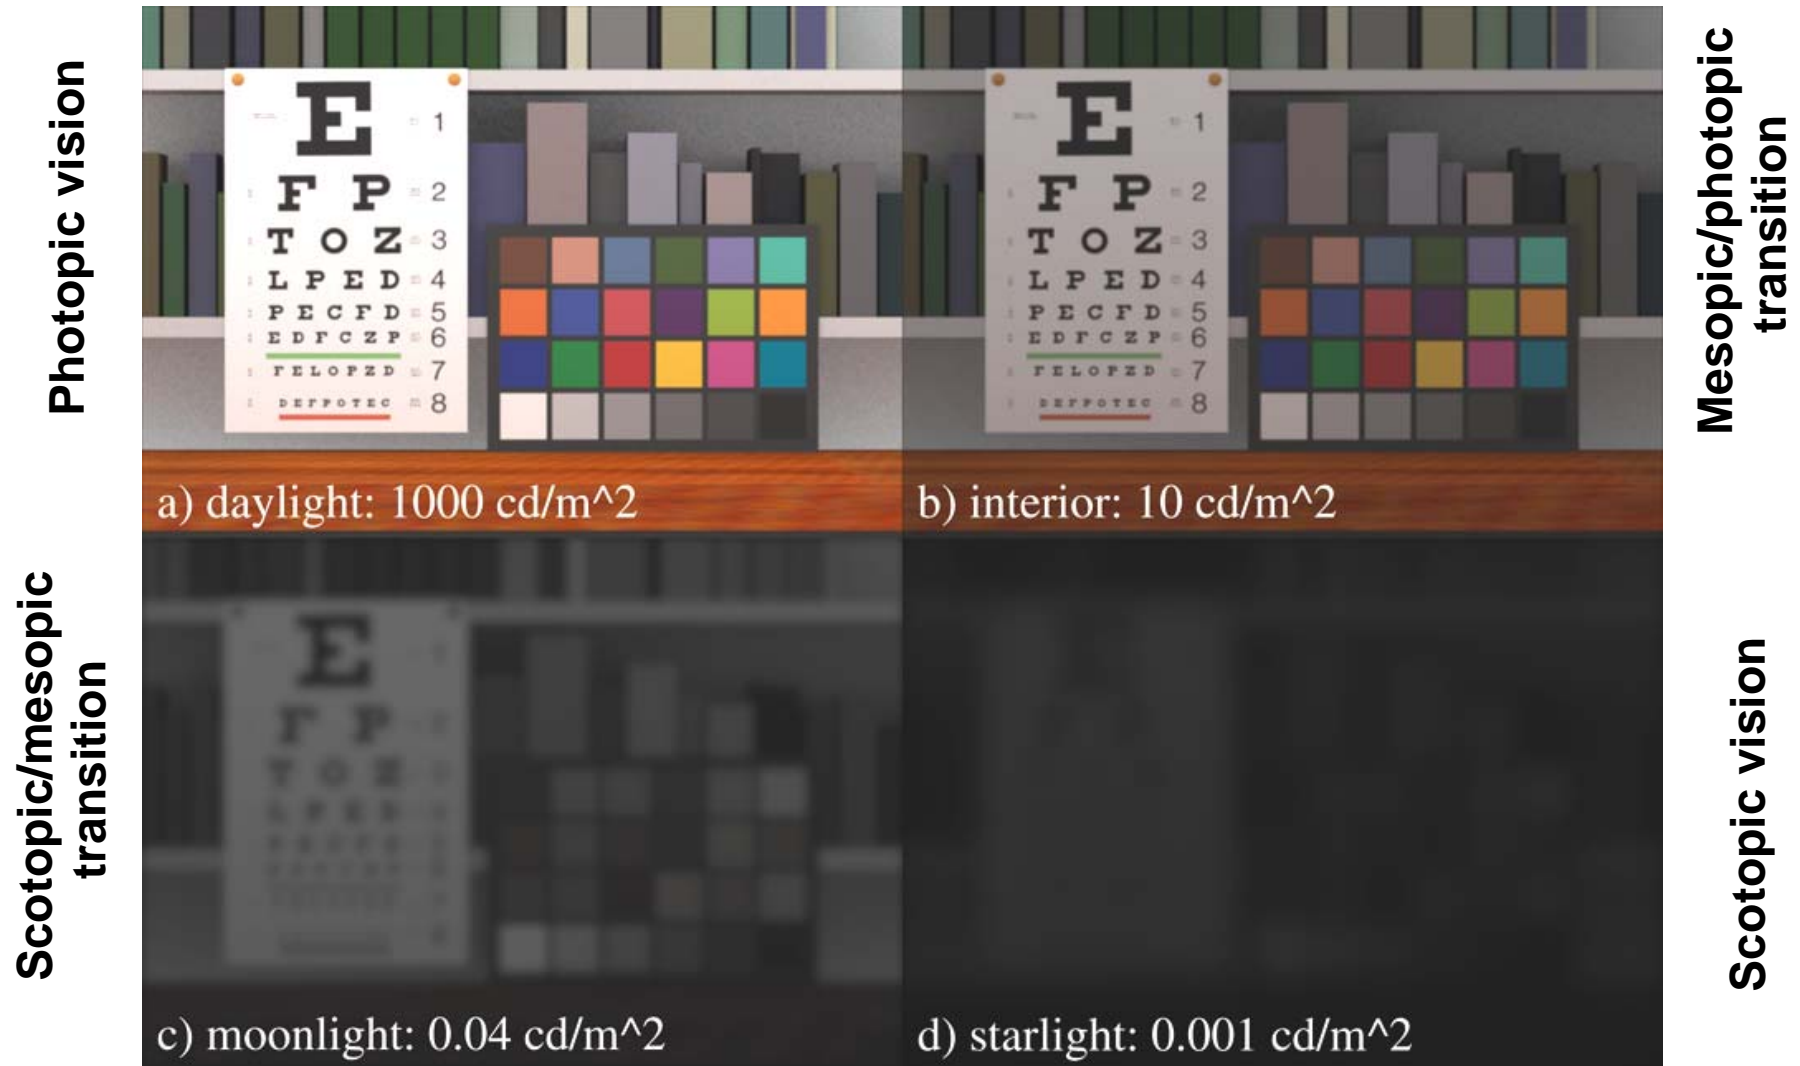 Photopic vision
E 1
F P 2
T O Z 3
L P E D 4
P E C F D 5
E D F C Z P 6
F E L O P Z D 7
D E F P O T E C 8
a) daylight: 1000 cd/m^2
Mesopic/photopic
transition
E 1
F P 2
T O Z 3
L P E D 4
P E C F D 5
E D F C Z P 6
F E L O P Z D 7
D E F P O T E C 8
b) interior: 10 cd/m^2
Scotopic/mesopic
transition
E
F P
T O Z
L P E D
c) moonlight: 0.04 cd/m^2
Scotopic vision
d) starlight: 0.001 cd/m^2